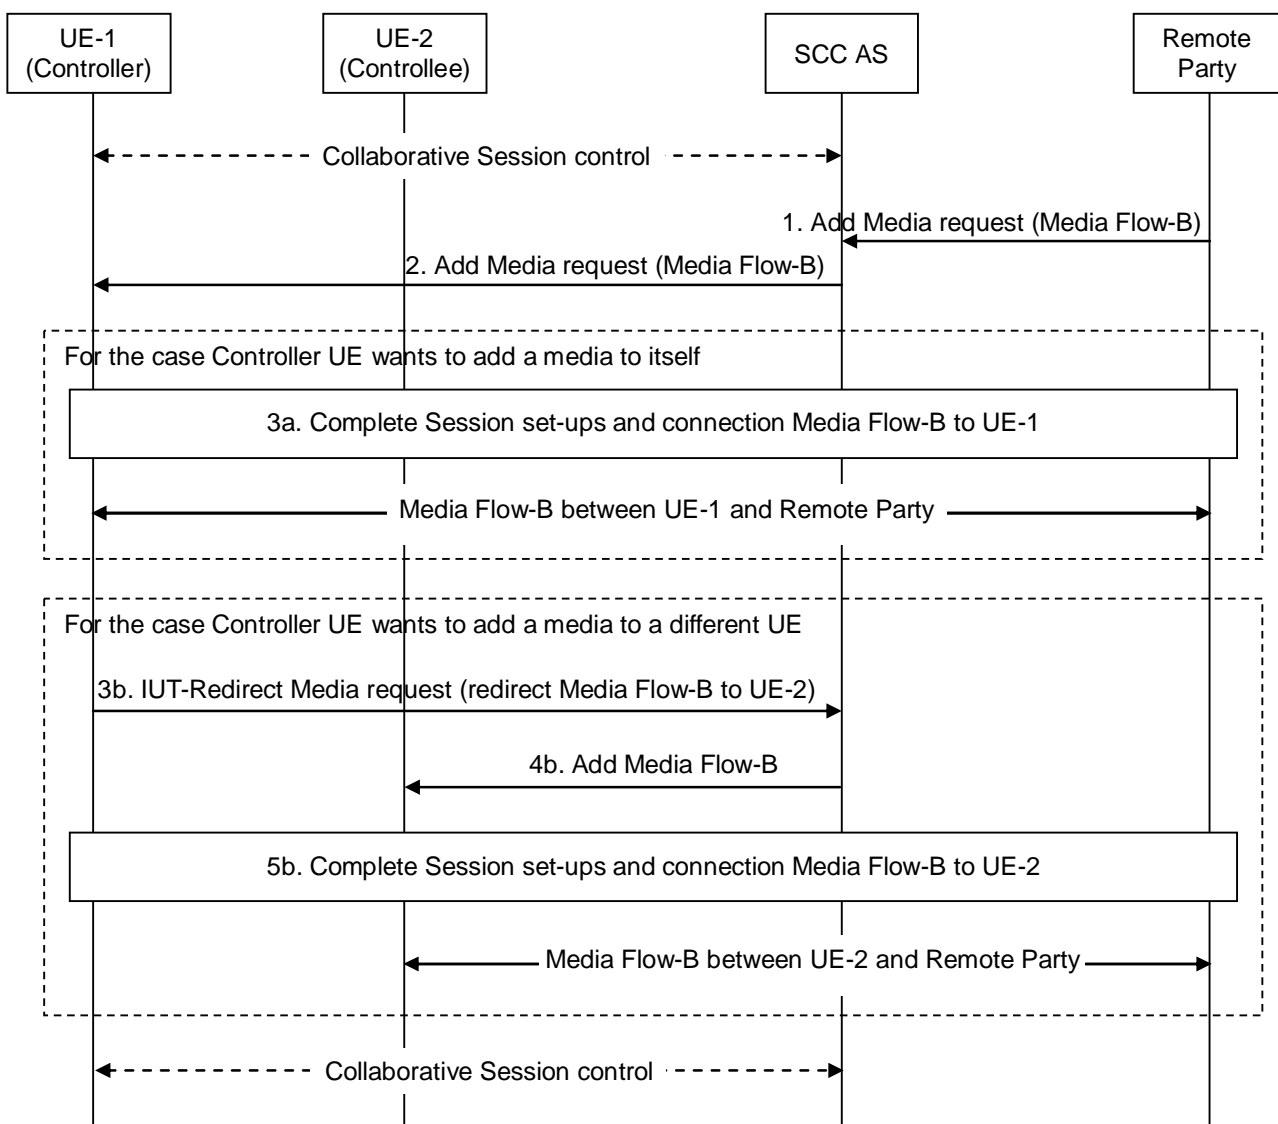 UE-1
(Controller)
UE-2
(Controllee)
SCC AS
Remote
Party
Collaborative Session control
1. Add Media request (Media Flow-B)
2. Add Media request (Media Flow-B)
For the case Controller UE wants to add a media to itself
3a. Complete Session set-ups and connection Media Flow-B to UE-1
Media Flow-B between UE-1 and Remote Party
For the case Controller UE wants to add a media to a different UE
3b. IUT-Redirect Media request (redirect Media Flow-B to UE-2)
4b. Add Media Flow-B
5b. Complete Session set-ups and connection Media Flow-B to UE-2
Media Flow-B between UE-2 and Remote Party
Collaborative Session control